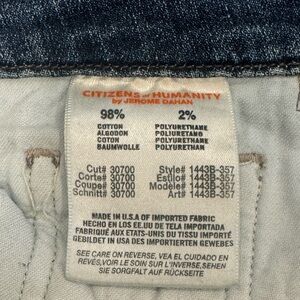 CITIZENS of HUMANITY
by JEROME DAHAN
98% 2%
COTTON POLYURETHANE
ALGODON POLIURETANO
COTON POLYURETHANE
BAUMWOLLE POLYURETHAN
Cut# 30700 Style# 1443B-357
Corte# 30700 Estilo# 1443B-357
Coupe# 30700 Modele# 1443B-357
Schnitt# 30700 Art# 1443B-357
MADE IN U.S.A OF IMPORTED FABRIC
HECHO EN LOS EE.UU DE TELA IMPORTADA
FABRIQUE AUX ETATS-UNIS DU TISSU IMPORTÉ
GEBILDET IN USA DES IMPORTIERTEN GEWEBES
SEE CARE ON REVERSE, VEA CUIDADO EN
REVÉS, VOIR LE SOIN SUR L'INVERSE, SEHEN
SIE SORGFALT AUF RÜCKSEITE